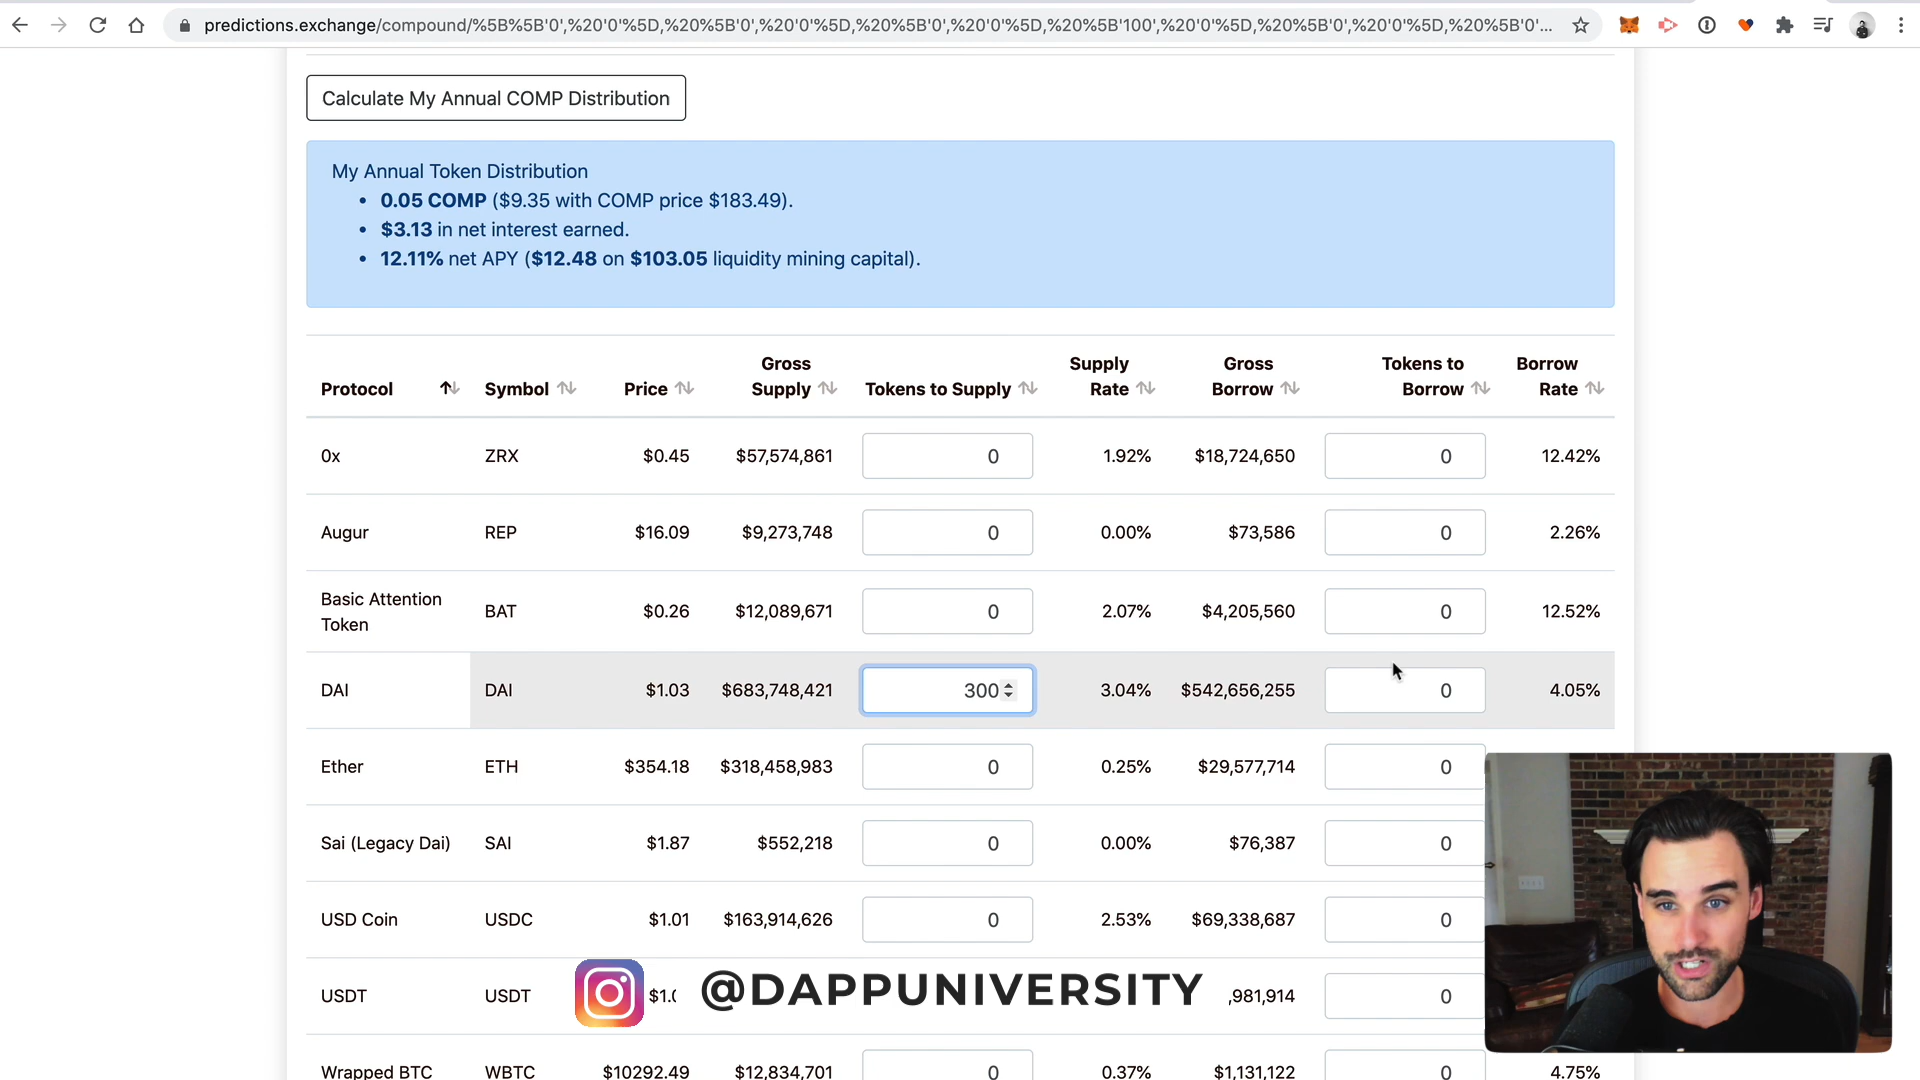 predictions.exchange/compound/%5B%5B'0',%20'0'%5D,%20%5B'0',%20'0'%5D,%20%5B'0',%20'0'%5D,%20%5B'100',%20'0'%5D,%20%5B'0',%20'0'%5D,%20%5B'0'...
Calculate My Annual COMP Distribution
My Annual Token Distribution
• 0.05 COMP ($9.35 with COMP price $183.49).
• $3.13 in net interest earned.
• 12.11% net APY ($12.48 on $103.05 liquidity mining capital).
Protocol Symbol Price Gross Supply Tokens to Supply Supply Rate Gross Borrow Tokens to Borrow Borrow Rate
0x ZRX $0.45 $57,574,861 0 1.92% $18,724,650 0 12.42%
Augur REP $16.09 $9,273,748 0 0.00% $73,586 0 2.26%
Basic Attention Token BAT $0.26 $12,089,671 0 2.07% $4,205,560 0 12.52%
DAI DAI $1.03 $683,748,421 300 3.04% $542,656,255 0 4.05%
Ether ETH $354.18 $318,458,983 0 0.25% $29,577,714 0
Sai (Legacy Dai) SAI $1.87 $552,218 0 0.00% $76,387 0
USD Coin USDC $1.01 $163,914,626 0 2.53% $69,338,687 0
USDT USDT $1.0 @DAPPUNIVERSITY ,981,914 0
Wrapped BTC WBTC $10292.49 $12,834,701 0 0.37% $1,131,122 0 4.75%